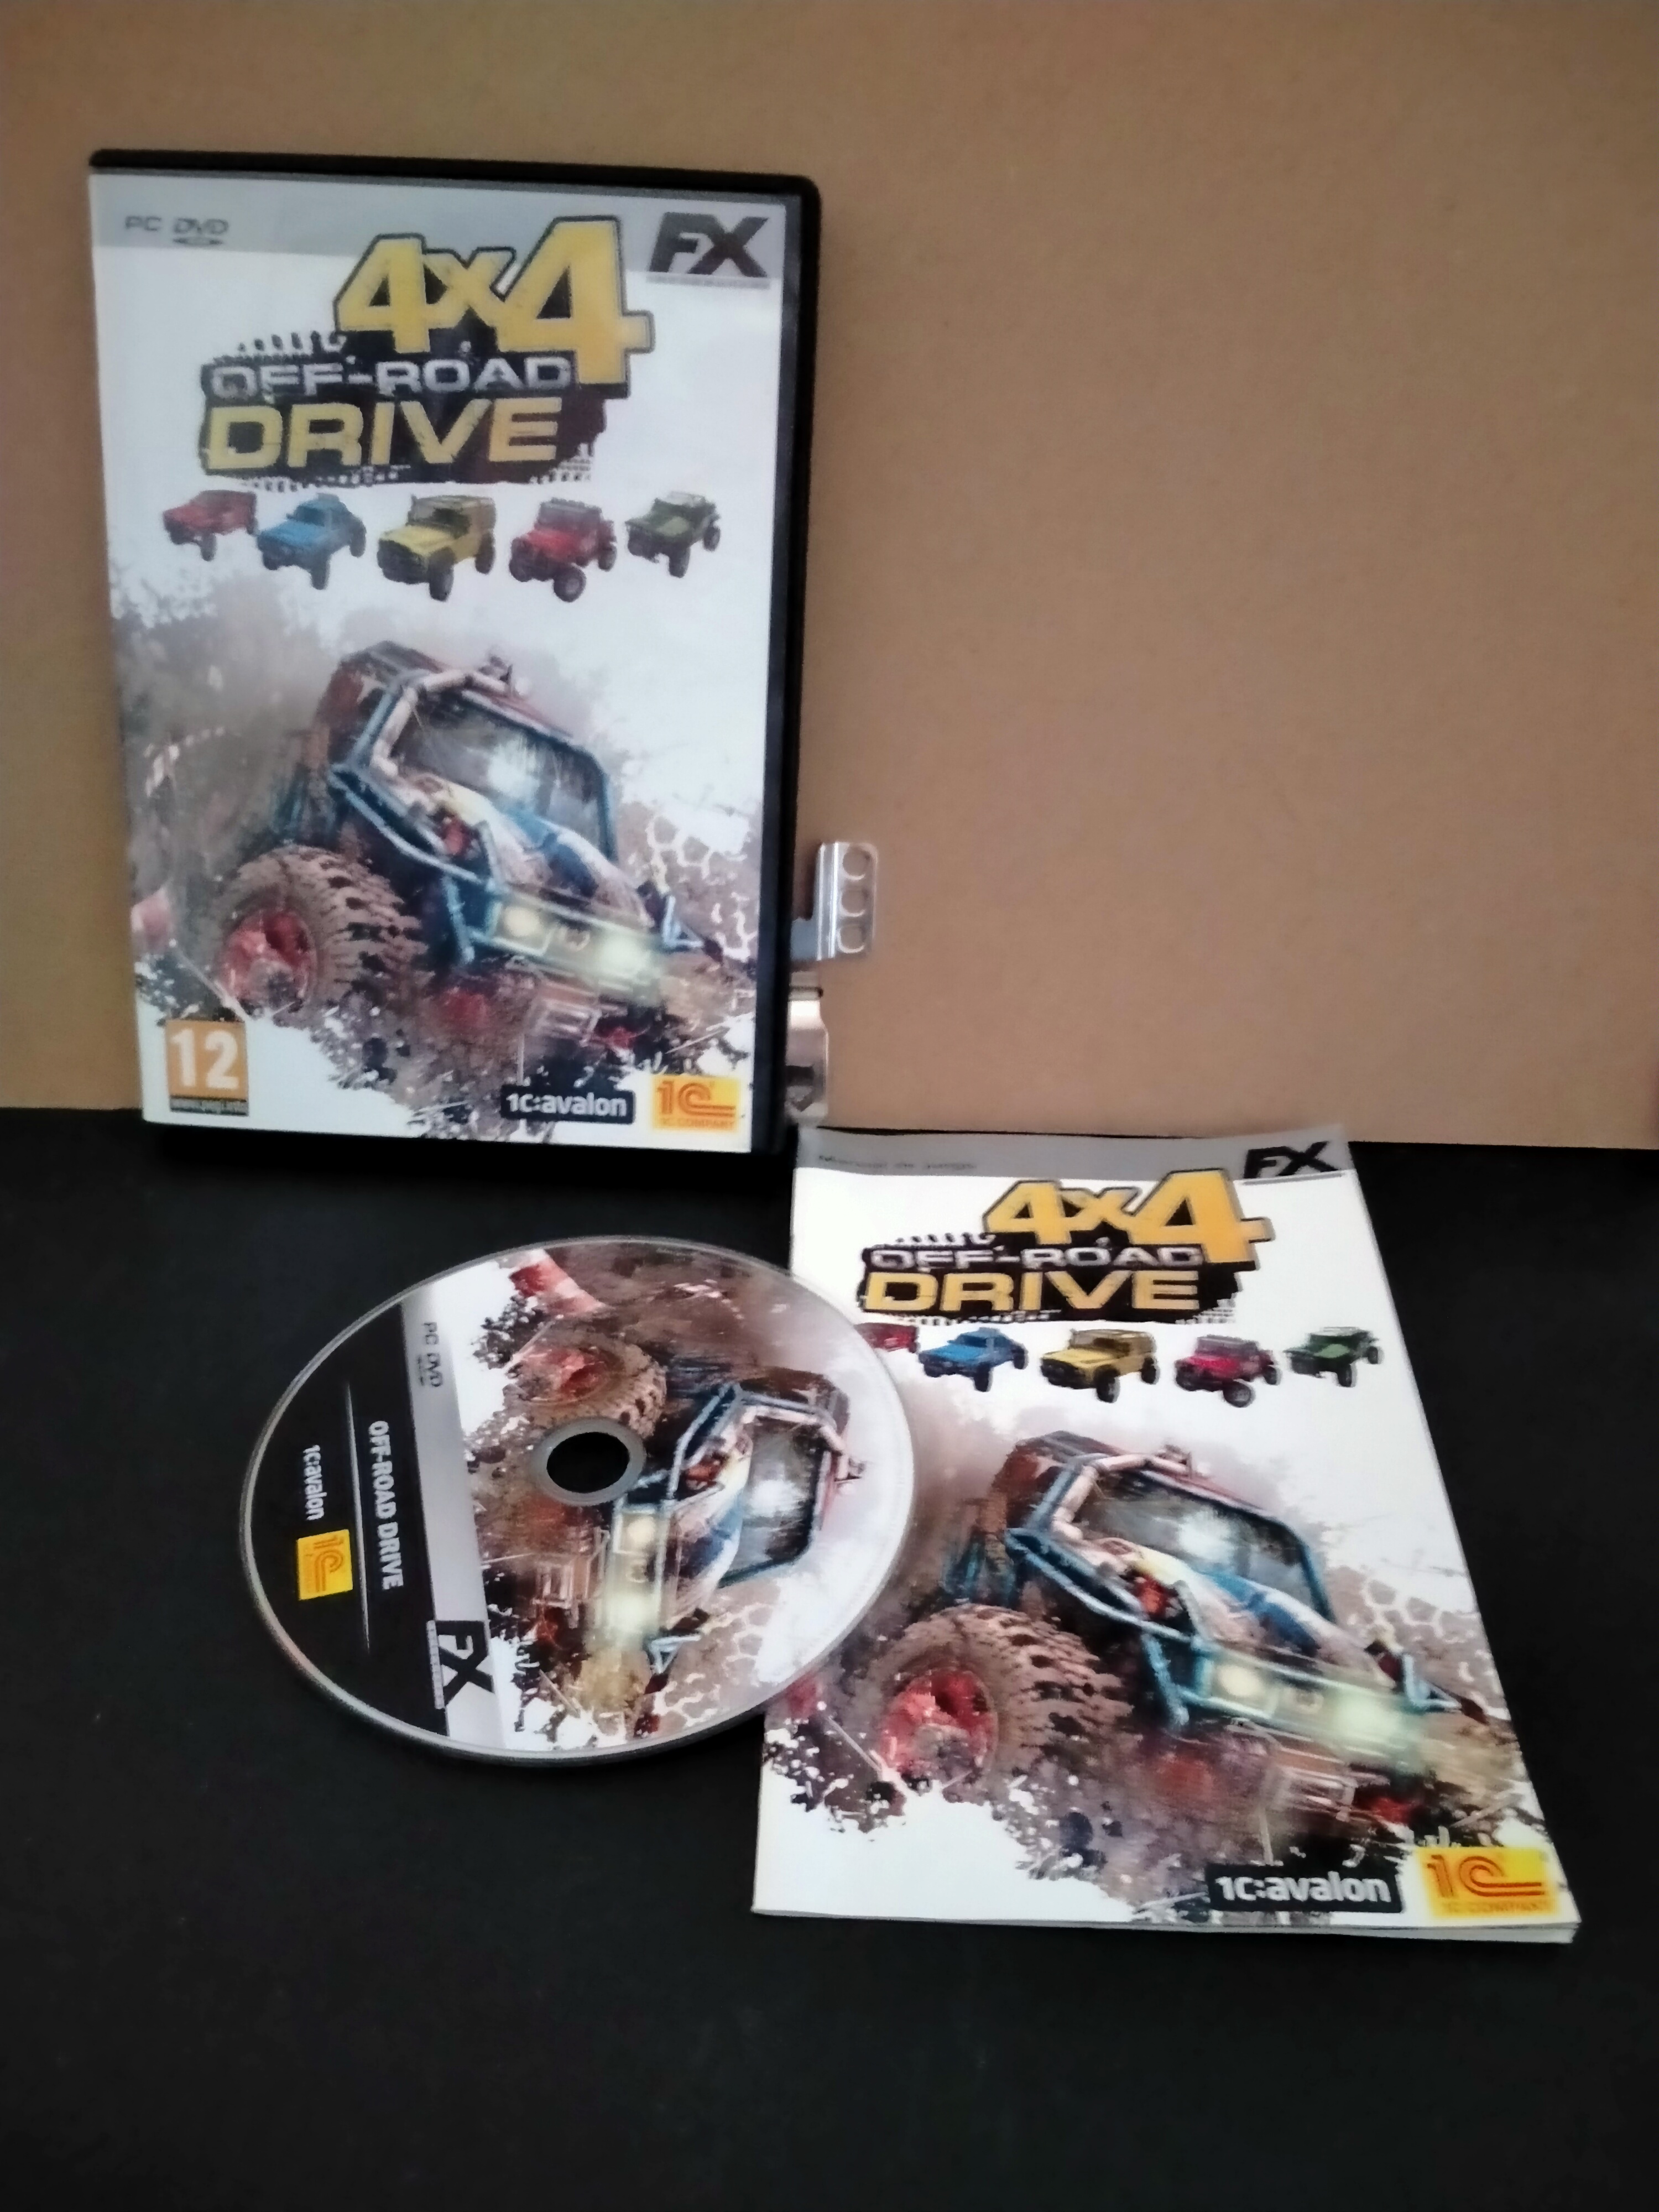 PC DVD
FX
4x4
OFF-ROAD
DRIVE
12
www.pegi.info
1C:avalon
1C
1C COMPANY
PC DVD
OFF-ROAD DRIVE
1C:avalon
1C
FX
Manual de juego
FX
4x4
OFF-ROAD
DRIVE
1C:avalon
1C
1C COMPANY